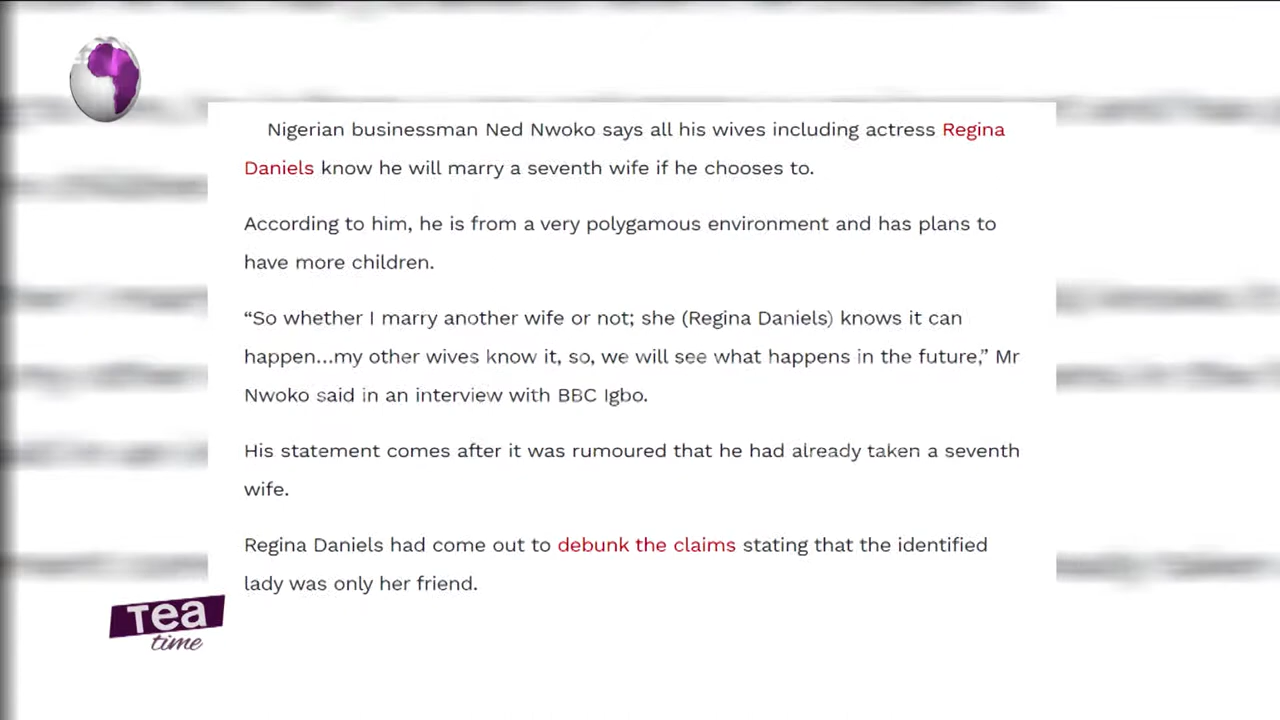 Nigerian businessman Ned Nwoko says all his wives including actress Regina
Daniels know he will marry a seventh wife if he chooses to.
According to him, he is from a very polygamous environment and has plans to
have more children.
“So whether I marry another wife or not; she (Regina Daniels) knows it can
happen...my other wives know it, so, we will see what happens in the future,” Mr
Nwoko said in an interview with BBC Igbo.
His statement comes after it was rumoured that he had already taken a seventh
wife.
Regina Daniels had come out to debunk the claims stating that the identified
lady was only her friend.
Tea
time